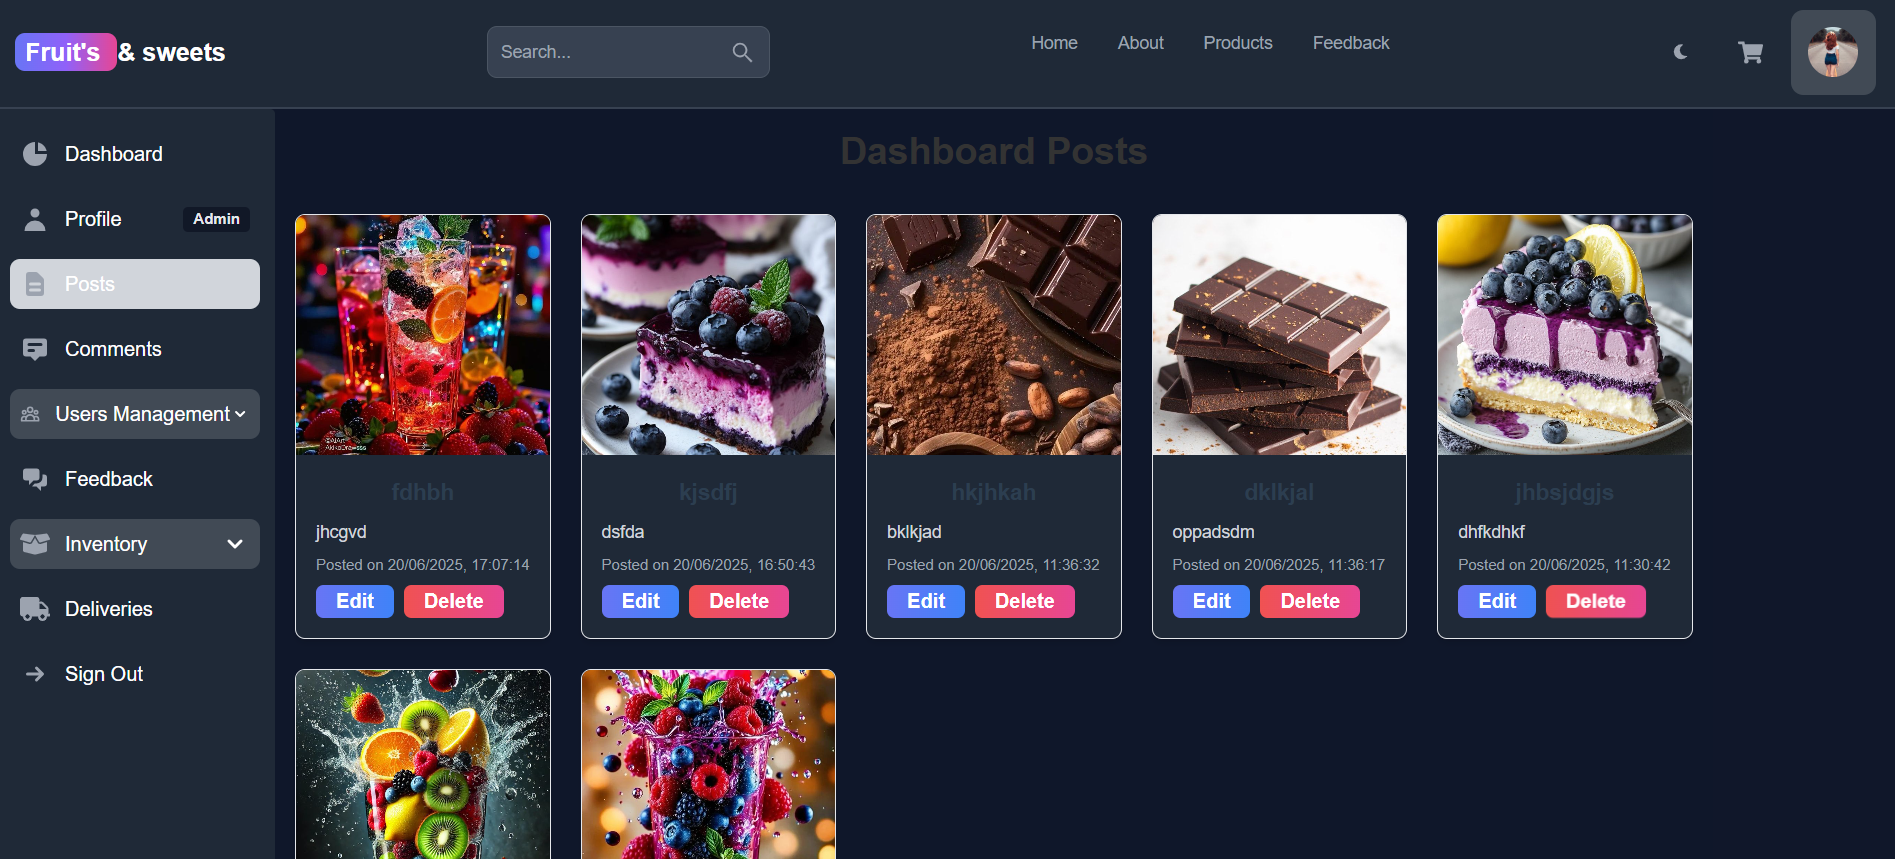 Fruit's & sweets
Search...
Home About Products Feedback
Dashboard
Profile Admin
Posts
Comments
Users Management
Feedback
Inventory
Deliveries
Sign Out
Dashboard Posts
fdhbh
jhcgvd
Posted on 20/06/2025, 17:07:14
Edit Delete
kjsdfj
dsfda
Posted on 20/06/2025, 16:50:43
Edit Delete
hkjhkah
bklkjad
Posted on 20/06/2025, 11:36:32
Edit Delete
dklkjal
oppadsdm
Posted on 20/06/2025, 11:36:17
Edit Delete
jhbsjdgjs
dhfkdhkf
Posted on 20/06/2025, 11:30:42
Edit Delete